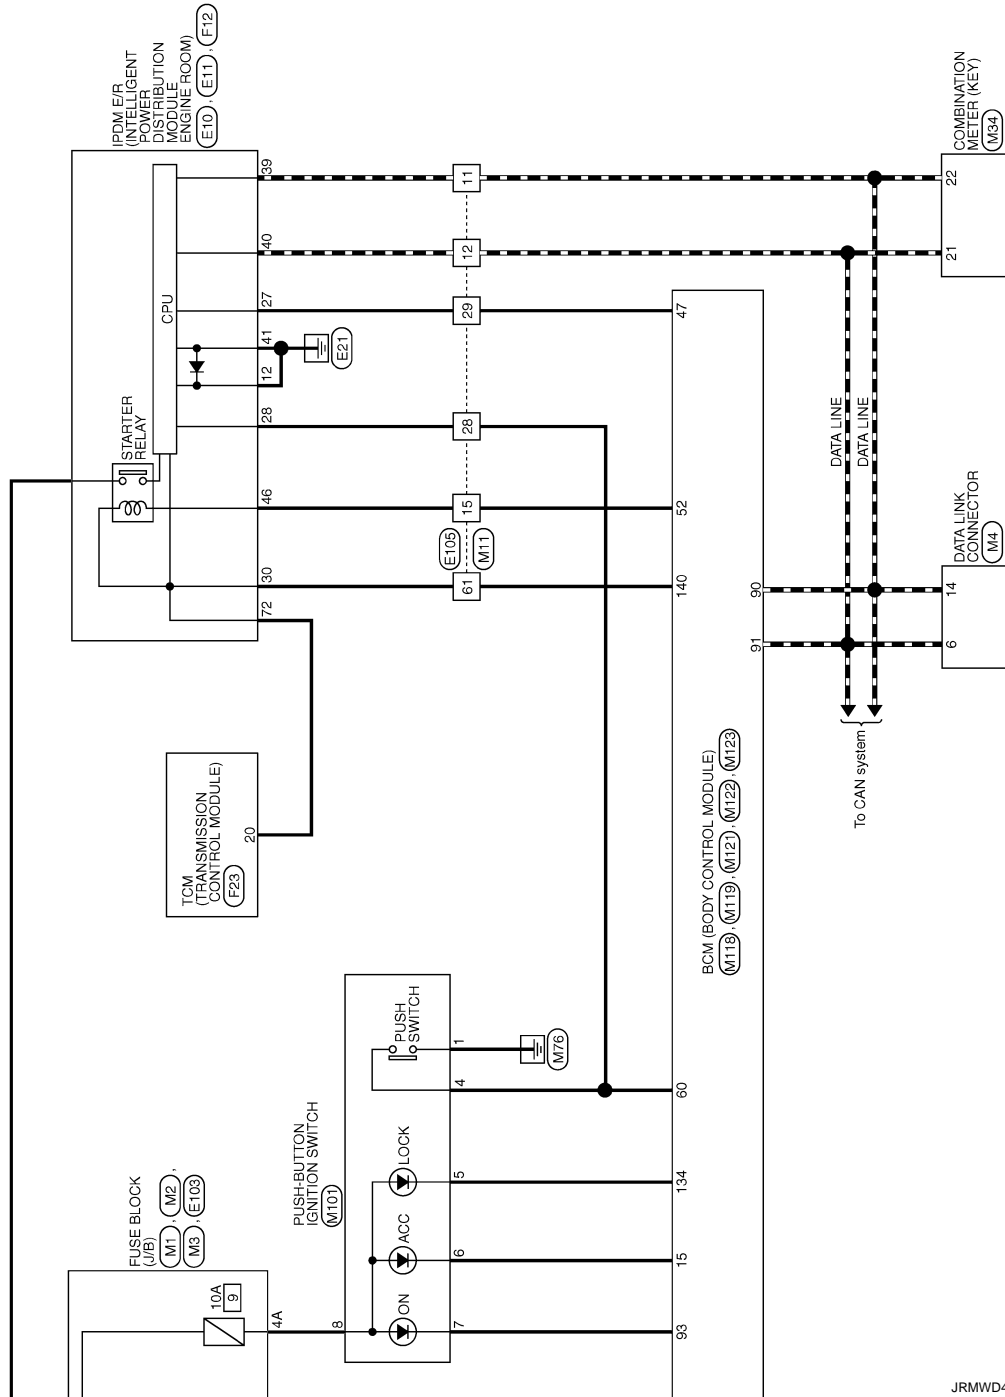 IPDM E/R
(INTELLIGENT
POWER
DISTRIBUTION
MODULE
ENGINE ROOM)
E10 , E11 , F12
COMBINATION
METER (KEY)
M34
39
11
22
40
12
21
CPU
27
29
47
41
E21
12
STARTER
RELAY
28
28
DATA LINE
DATA LINE
46
15
52
DATA LINK
CONNECTOR
M4
E105
M11
30
61
140
90
14
72
91
6
To CAN system
TCM
(TRANSMISSION
CONTROL MODULE)
F23
20
BCM (BODY CONTROL MODULE)
M118 , M119 , M121 , M122 , M123
PUSH
SWITCH
1
M76
4
60
PUSH-BUTTON
IGNITION SWITCH
M101
LOCK
5
134
FUSE BLOCK
(J/B)
M1 , M2 ,
M3 , E103
ACC
6
15
10A
9
4A
8
ON
7
93
JRMWD4